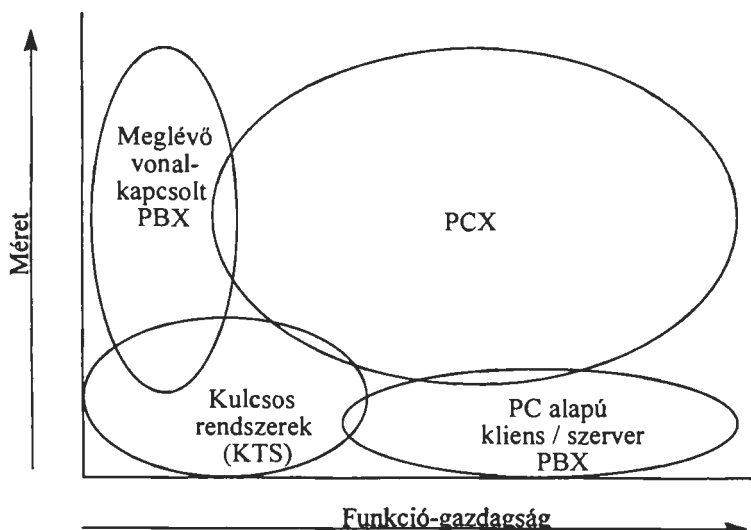 Méret
Meglévő
vonal-
kapcsolt
PBX
PCX
Kulcsos
rendszerek
(KTS)
PC alapú
kliens / szerver
PBX
Funkció-gazdagság